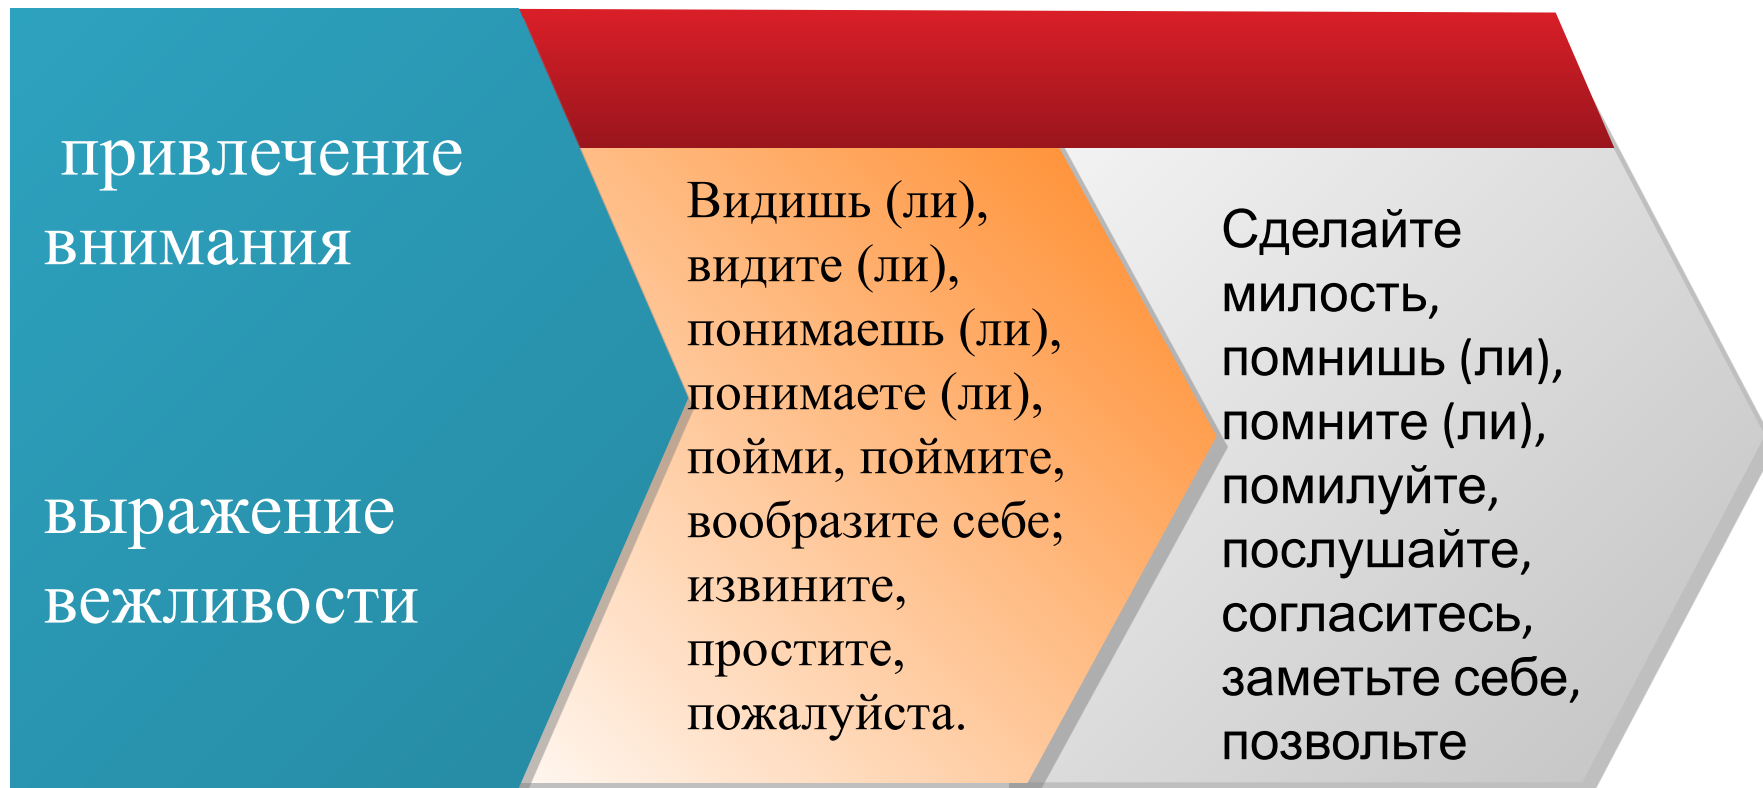 привлечение
внимания
выражение
вежливости
Видишь (ли),
видите (ли),
понимаешь (ли),
понимаете (ли),
пойми, поймите,
вообразите себе;
извините,
простите,
пожалуйста.
Сделайте
милость,
помнишь (ли),
помните (ли),
помилуйте,
послушайте,
согласитесь,
заметьте себе,
позвольте